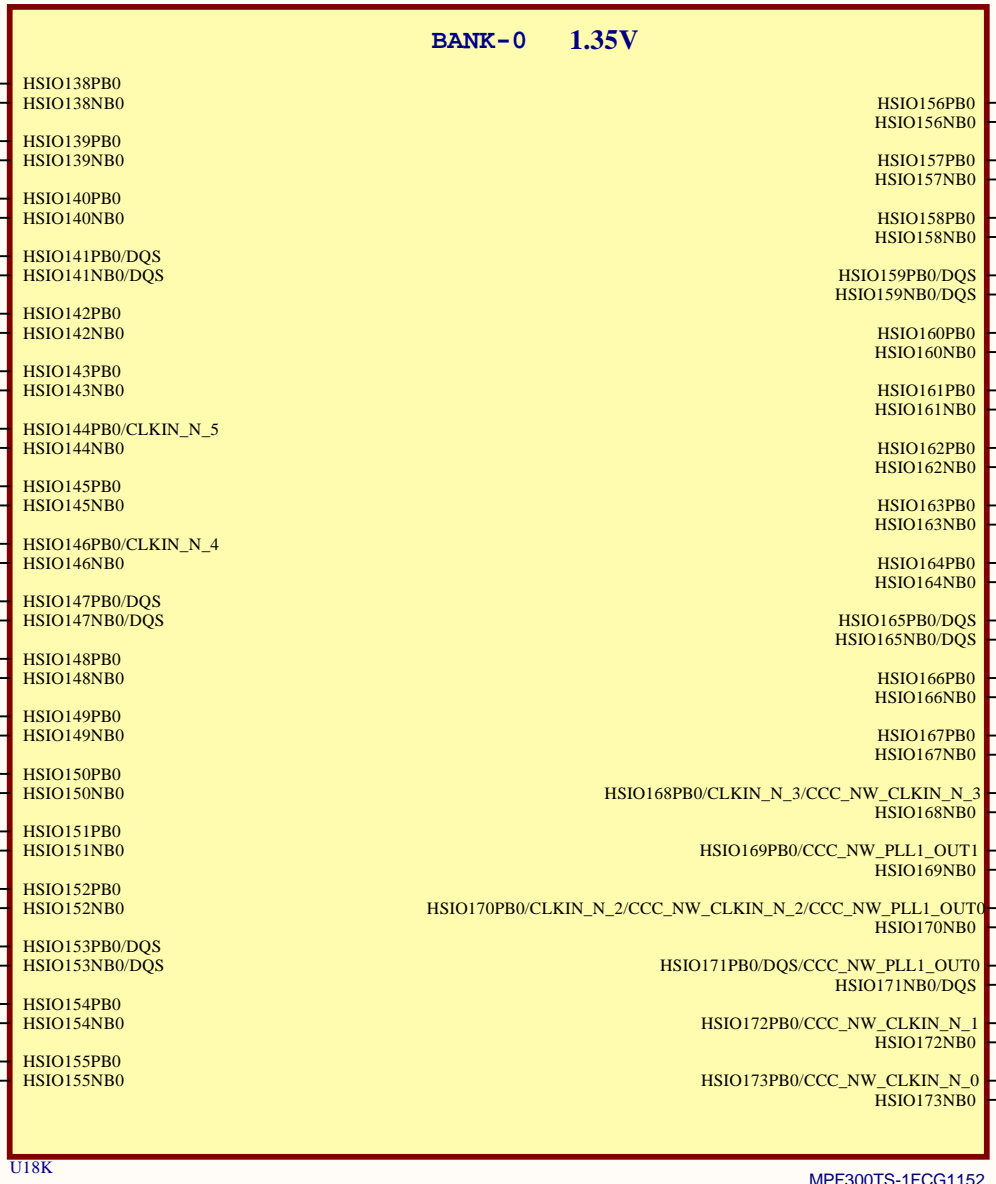 BANK-0 1.35V
HSIO138PB0
HSIO138NB0
HSIO139PB0
HSIO139NB0
HSIO140PB0
HSIO140NB0
HSIO141PB0/DQS
HSIO141NB0/DQS
HSIO142PB0
HSIO142NB0
HSIO143PB0
HSIO143NB0
HSIO144PB0/CLKIN_N_5
HSIO144NB0
HSIO145PB0
HSIO145NB0
HSIO146PB0/CLKIN_N_4
HSIO146NB0
HSIO147PB0/DQS
HSIO147NB0/DQS
HSIO148PB0
HSIO148NB0
HSIO149PB0
HSIO149NB0
HSIO150PB0
HSIO150NB0
HSIO151PB0
HSIO151NB0
HSIO152PB0
HSIO152NB0
HSIO153PB0/DQS
HSIO153NB0/DQS
HSIO154PB0
HSIO154NB0
HSIO155PB0
HSIO155NB0
HSIO156PB0
HSIO156NB0
HSIO157PB0
HSIO157NB0
HSIO158PB0
HSIO158NB0
HSIO159PB0/DQS
HSIO159NB0/DQS
HSIO160PB0
HSIO160NB0
HSIO161PB0
HSIO161NB0
HSIO162PB0
HSIO162NB0
HSIO163PB0
HSIO163NB0
HSIO164PB0
HSIO164NB0
HSIO165PB0/DQS
HSIO165NB0/DQS
HSIO166PB0
HSIO166NB0
HSIO167PB0
HSIO167NB0
HSIO168PB0/CLKIN_N_3/CCC_NW_CLKIN_N_3
HSIO168NB0
HSIO169PB0/CCC_NW_PLL1_OUT1
HSIO169NB0
HSIO170PB0/CLKIN_N_2/CCC_NW_CLKIN_N_2/CCC_NW_PLL1_OUT0
HSIO170NB0
HSIO171PB0/DQS/CCC_NW_PLL1_OUT0
HSIO171NB0/DQS
HSIO172PB0/CCC_NW_CLKIN_N_1
HSIO172NB0
HSIO173PB0/CCC_NW_CLKIN_N_0
HSIO173NB0
U18K
MPF300TS-1FCG1152